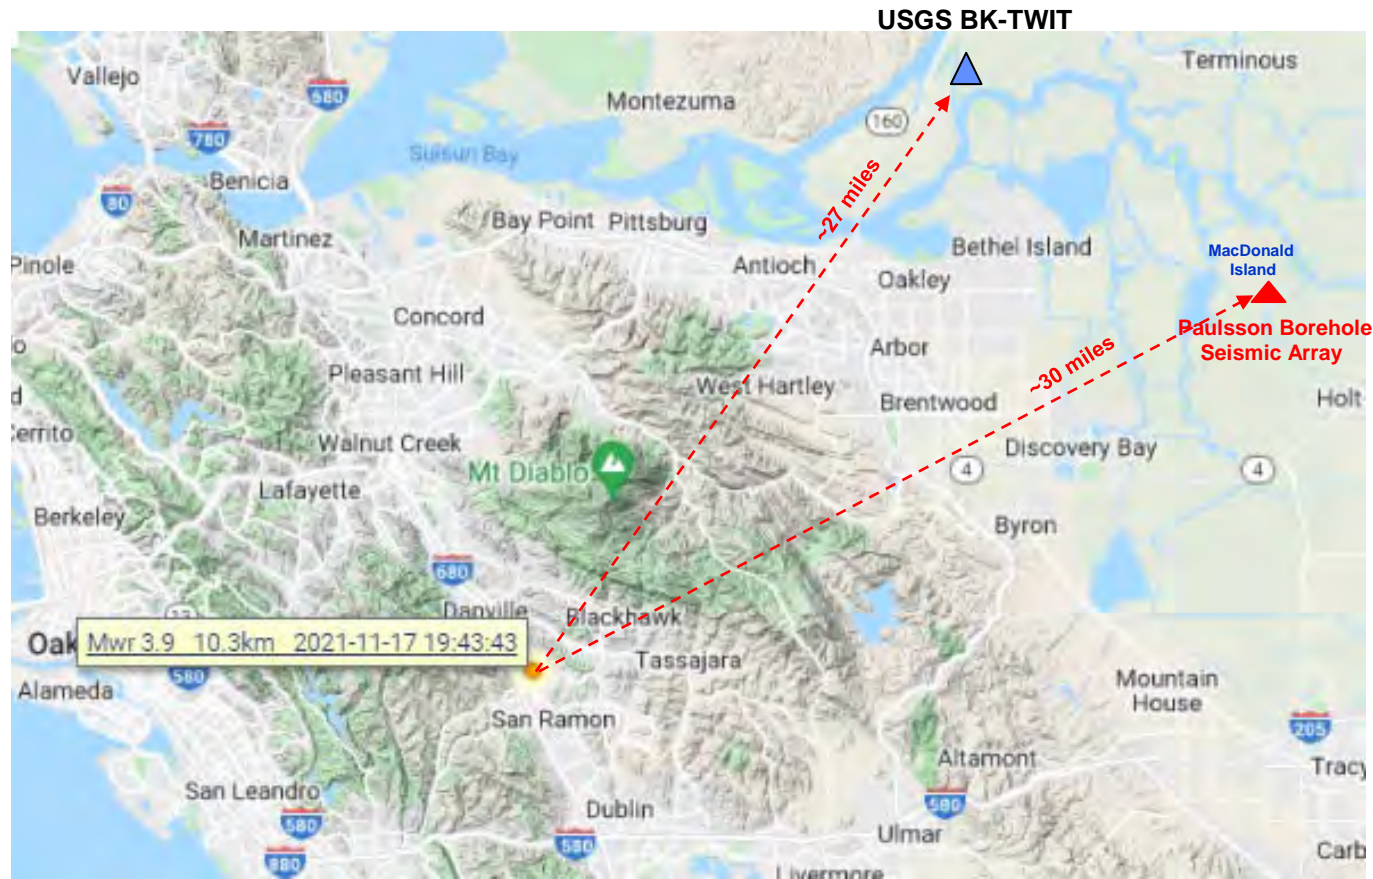 USGS BK-TWIT
Terminous
Vallejo
680
Montezuma
160
780
Suisun Bay
Benicia
80
~27 miles
Bay Point
Pittsburg
Martinez
Bethel Island
MacDonald
Island
Pinole
Antioch
Oakley
Concord
Paulsson Borehole
Seismic Array
o
Arbor
~30 miles
Pleasant Hill
West Hartley
Brentwood
Holt
d
Cerrito
Walnut Creek
Mt Diablo
Discovery Bay
4
4
Lafayette
Berkeley
Byron
680
Danville
Blackhawk
13
Oak
Mwr 3.9 10.3km 2021-11-17 19:43:43
Tassajara
580
Alameda
Mountain
House
San Ramon
205
Altamont
Tracy
San Leandro
580
Dublin
580
Ulmar
580
880
Carb
Livermore